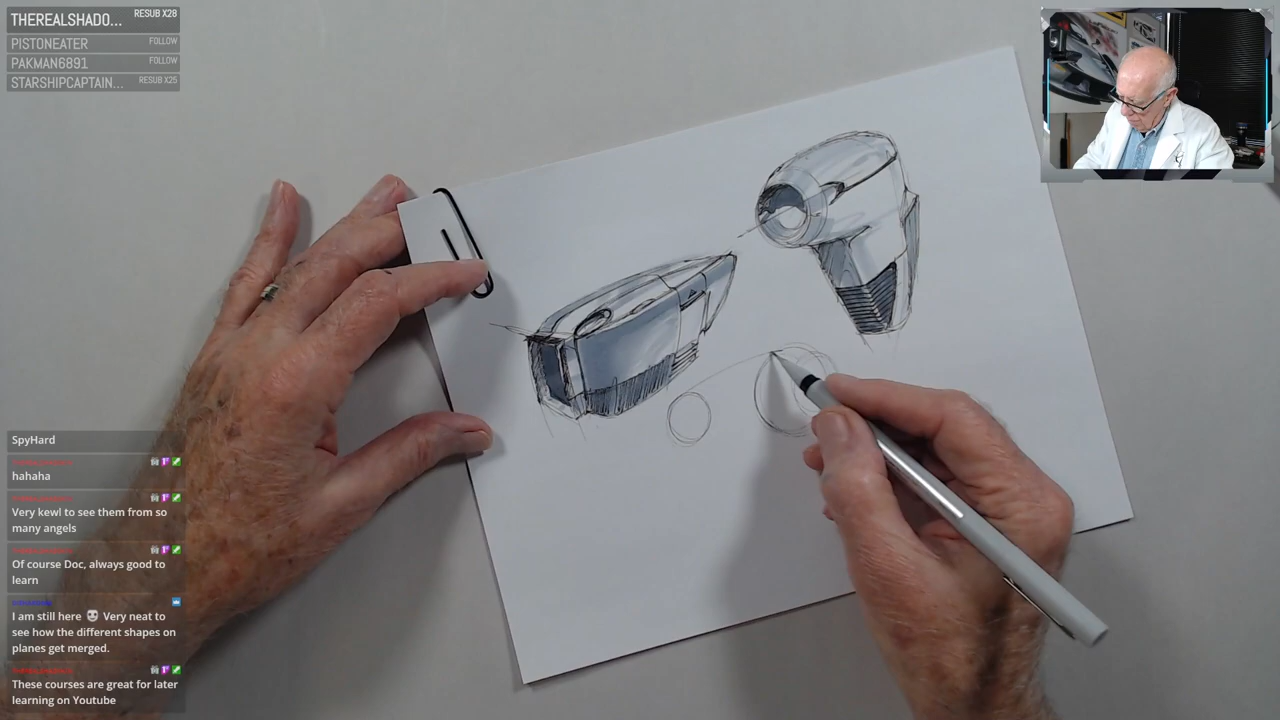 THEREALSHADO... RESUB X28
PISTONEATER FOLLOW
PAKMAN6891 FOLLOW
STARSHIPCAPTAIN... RESUB X25
SpyHard
hahaha
Very kewl to see them from so
many angels
Of course Doc, always good to
learn
I am still here 💀 Very neat to
see how the different shapes on
planes get merged.
These courses are great for later
learning on Youtube